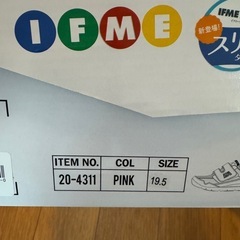 IFME
IFME
新登場!
スリ
ITEM NO. COL SIZE
20-4311 PINK 19.5